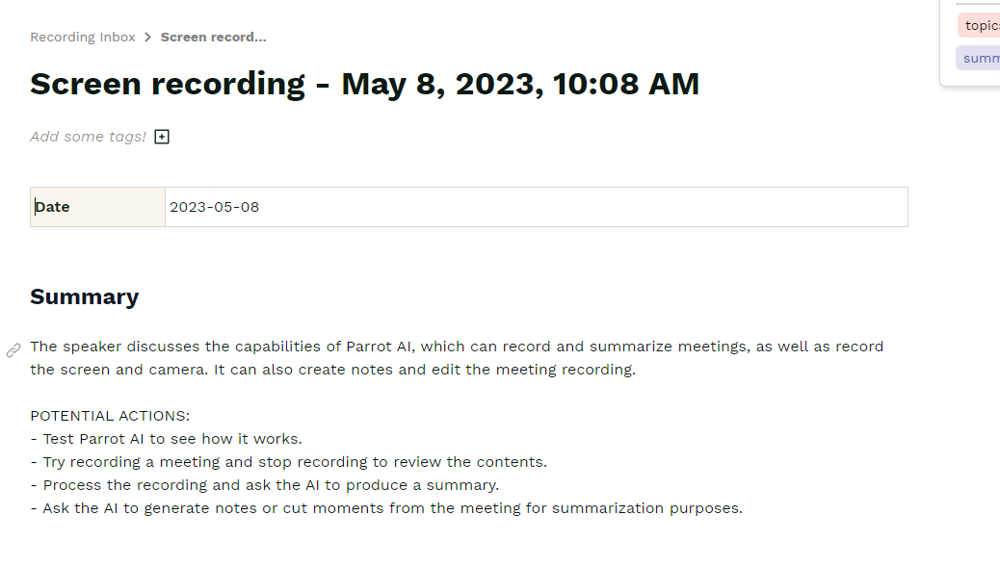 Recording Inbox > Screen record...
Screen recording - May 8, 2023, 10:08 AM
Add some tags!
Date 2023-05-08
Summary
The speaker discusses the capabilities of Parrot AI, which can record and summarize meetings, as well as record
the screen and camera. It can also create notes and edit the meeting recording.
POTENTIAL ACTIONS:
- Test Parrot AI to see how it works.
- Try recording a meeting and stop recording to review the contents.
- Process the recording and ask the AI to produce a summary.
- Ask the AI to generate notes or cut moments from the meeting for summarization purposes.
topic
summ